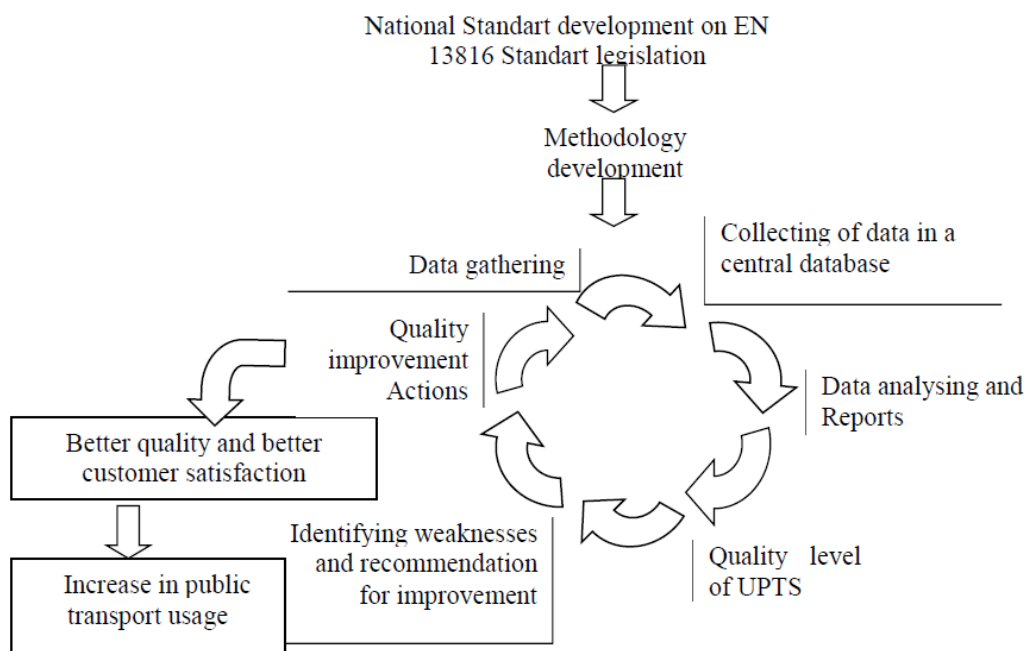 National Standart development on EN
13816 Standart legislation
Methodology
development
Data gathering
Collecting of data in a
central database
Data analysing and
Reports
Quality level
of UPTS
Identifying weaknesses
and recommendation
for improvement
Quality
improvement
Actions
Better quality and better
customer satisfaction
Increase in public
transport usage